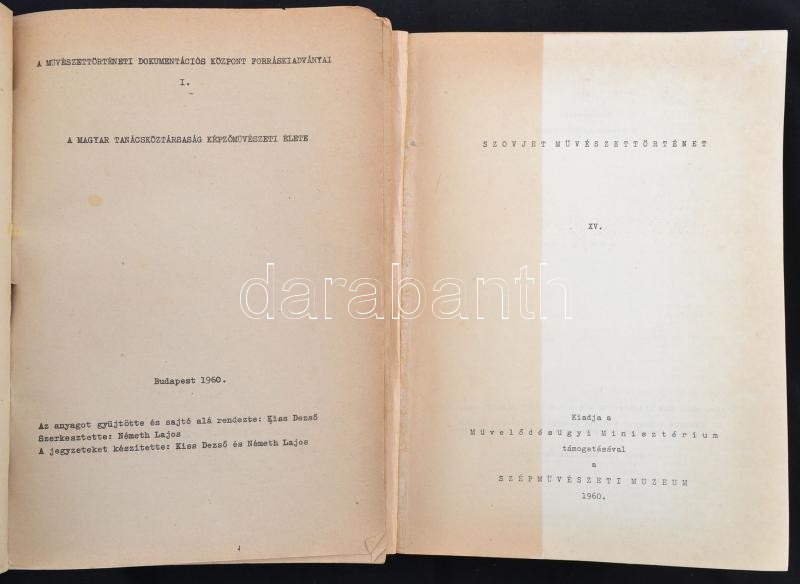 A MŰVÉSZETTÖRTÉNETI DOKUMENTÁCIÓS KÖZPONT FORRÁSKIADVÁNYAI
I.
A MAGYAR TANÁCSKÖZTÁRSASÁG KÉPZŐMŰVÉSZETI ÉLETE
Budapest 1960.
Az anyagot gyűjtötte és sajtó alá rendezte: Kiss Dezső
Szerkesztette: Németh Lajos
A jegyzeteket készítette: Kiss Dezső és Németh Lajos
SZOVJET MŰVÉSZETTÖRTÉNET
XV.
Kiadja a
Művelődésügyi Minisztérium
támogatásával
a
SZÉPMŰVÉSZETI MUZEUM
1960.
darabanth